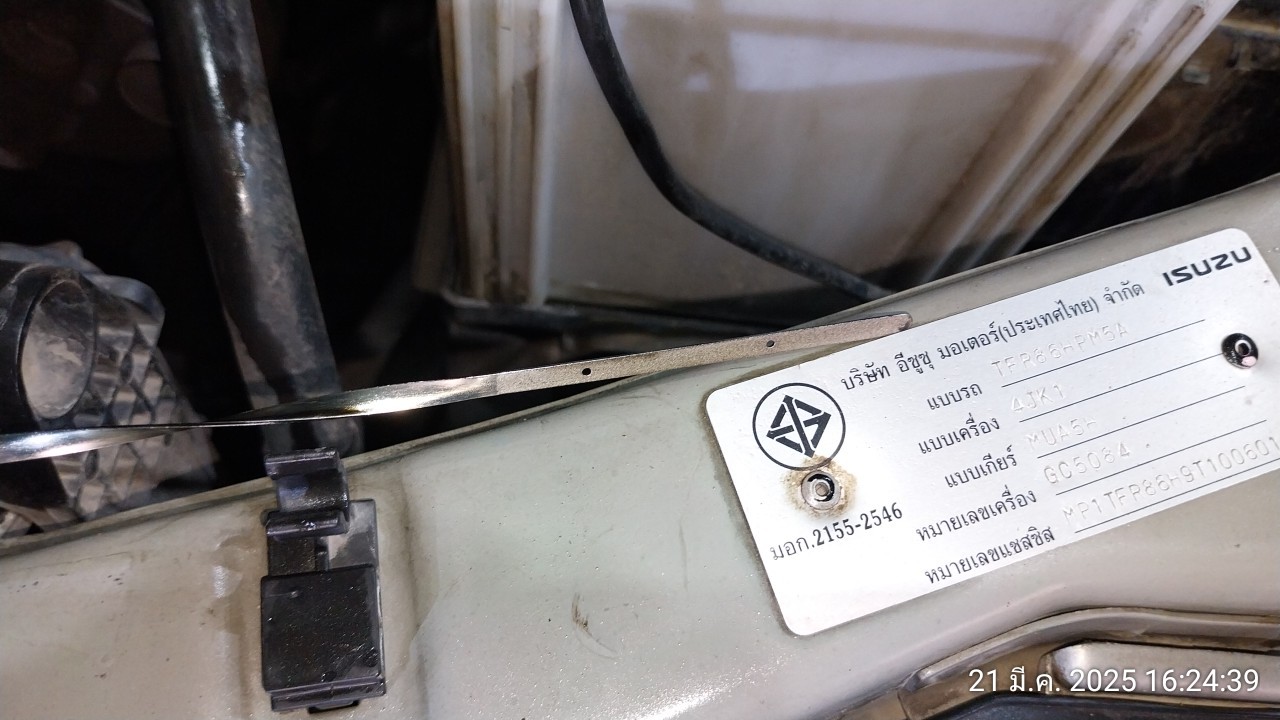 ISUZU
บริษัท อีซูซุ มอเตอร์(ประเทศไทย) จำกัด
แบบรถ TFR86HPM5A
แบบเครื่อง 4JK1
แบบเกียร์ MUA5H
หมายเลขเครื่อง GC5064
หมายเลขแชสซิส MP1TFR86H9T100601
มอก.2155-2546
21 มี.ค. 2025 16:24:39